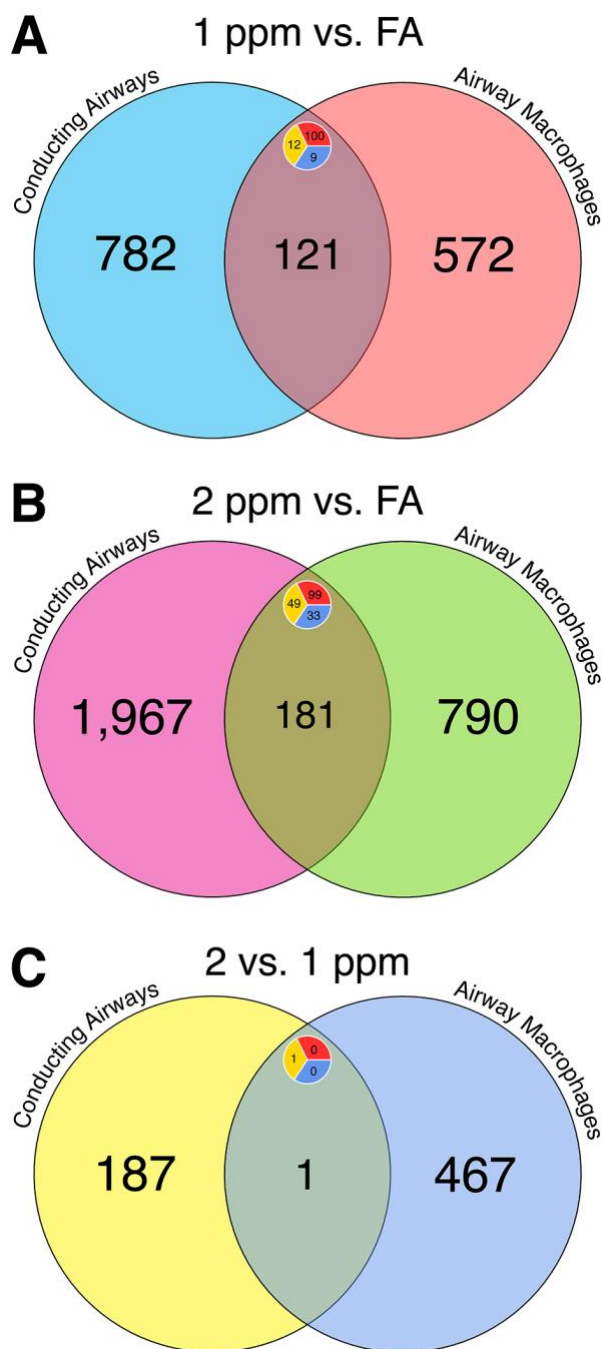 A
1 ppm vs. FA
Conducting Airways
Airway Macrophages
12
100
9
782
121
572
B
2 ppm vs. FA
Conducting Airways
Airway Macrophages
49
99
33
1,967
181
790
C
2 vs. 1 ppm
Conducting Airways
Airway Macrophages
1
0
0
187
1
467